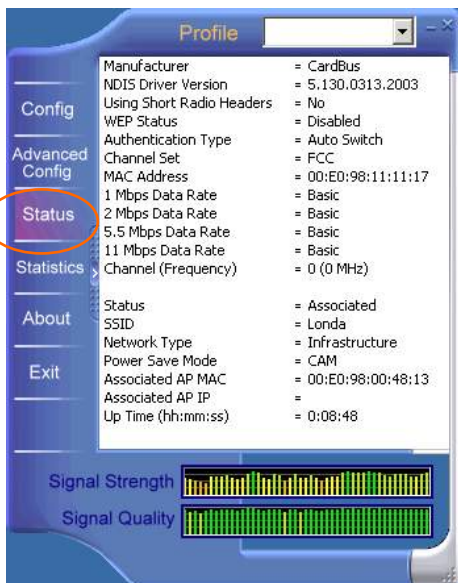 Profile
Config
Advanced
Config
Status
Statistics
About
Exit
Manufacturer = CardBus
NDIS Driver Version = 5.130.0313.2003
Using Short Radio Headers = No
WEP Status = Disabled
Authentication Type = Auto Switch
Channel Set = FCC
MAC Address = 00:E0:98:11:11:17
1 Mbps Data Rate = Basic
2 Mbps Data Rate = Basic
5.5 Mbps Data Rate = Basic
11 Mbps Data Rate = Basic
Channel (Frequency) = 0 (0 MHz)
Status = Associated
SSID = Londa
Network Type = Infrastructure
Power Save Mode = CAM
Associated AP MAC = 00:E0:98:00:48:13
Associated AP IP =
Up Time (hh:mm:ss) = 0:08:48
Signal Strength
Signal Quality